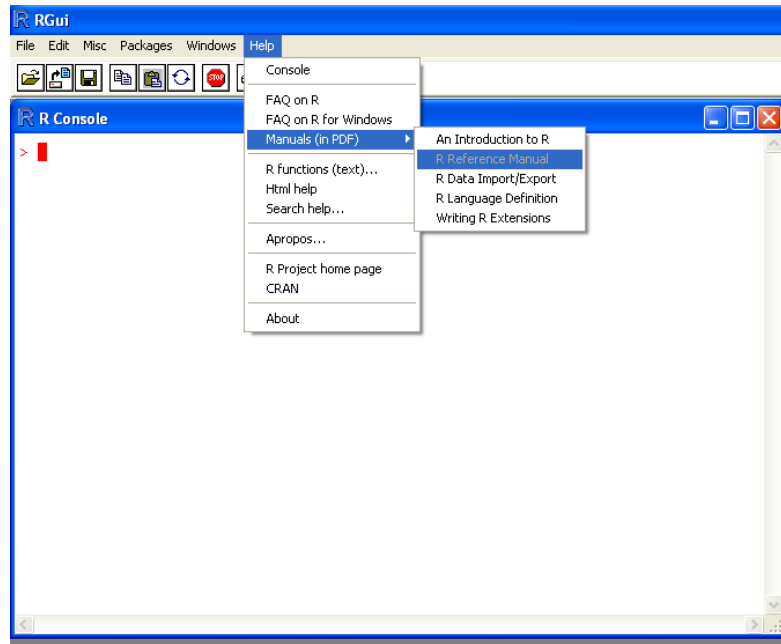 RGui
File Edit Misc Packages Windows Help
STOP
R Console
>
Console
FAQ on R
FAQ on R for Windows
Manuals (in PDF)
R functions (text)...
Html help
Search help...
Apropos...
R Project home page
CRAN
About
An Introduction to R
R Reference Manual
R Data Import/Export
R Language Definition
Writing R Extensions